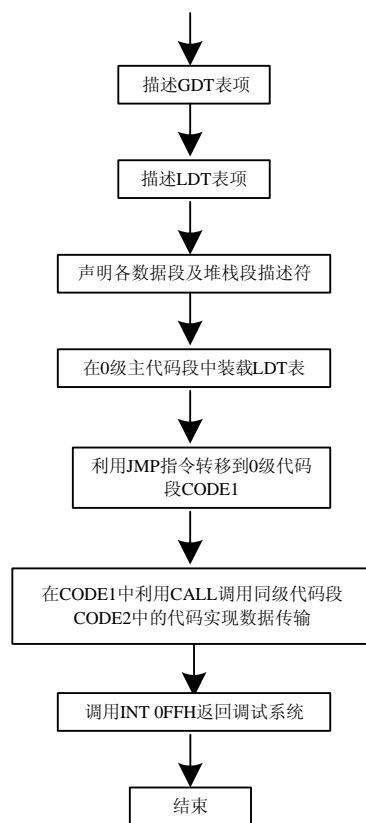 描述GDT表项
描述LDT表项
声明各数据段及堆栈段描述符
在0级主代码段中装载LDT表
利用JMP指令转移到0级代码
段CODE1
在CODE1中利用CALL调用同级代码段
CODE2中的代码实现数据传输
调用INT 0FFH返回调试系统
结束